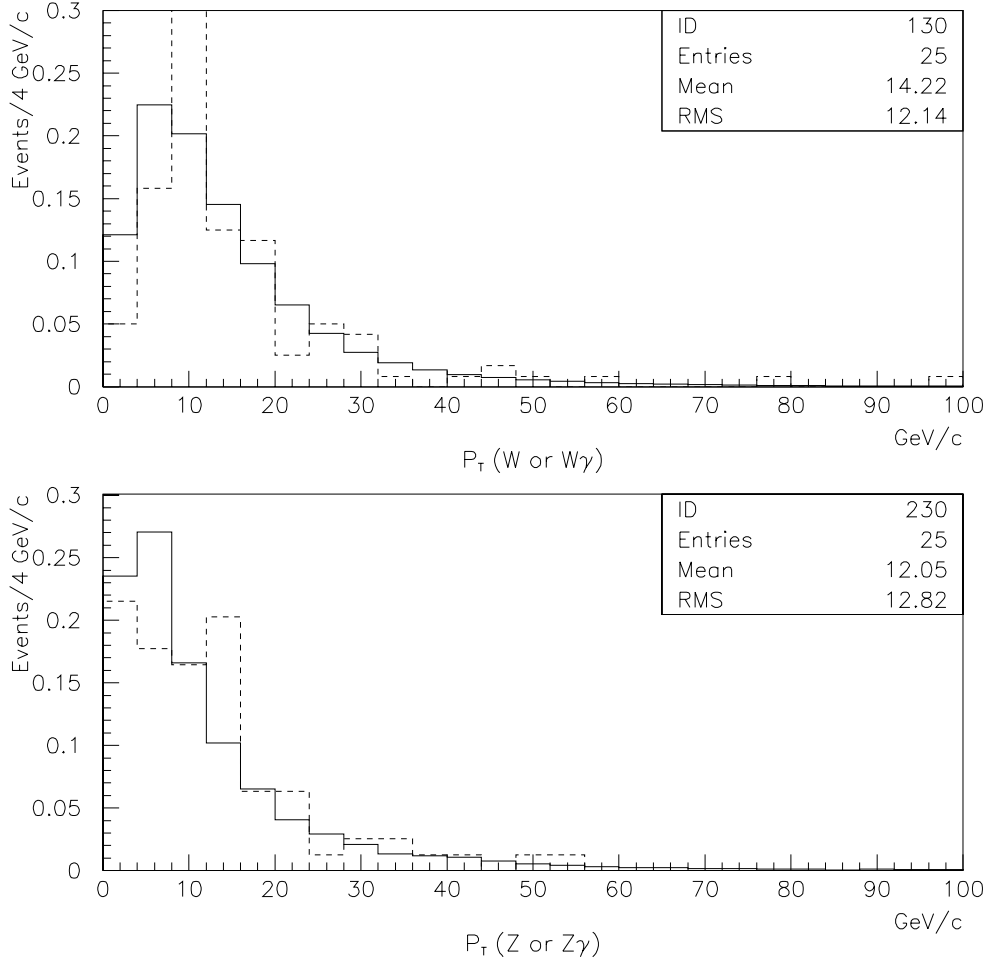 Events/4 GeV/c
0.3
0.25
0.2
0.15
0.1
0.05
0
ID 130
Entries 25
Mean 14.22
RMS 12.14
0 10 20 30 40 50 60 70 80 90 100
GeV/c
P_T (W or Wγ)
Events/4 GeV/c
0.3
0.25
0.2
0.15
0.1
0.05
0
ID 230
Entries 25
Mean 12.05
RMS 12.82
0 10 20 30 40 50 60 70 80 90 100
GeV/c
P_T (Z or Zγ)